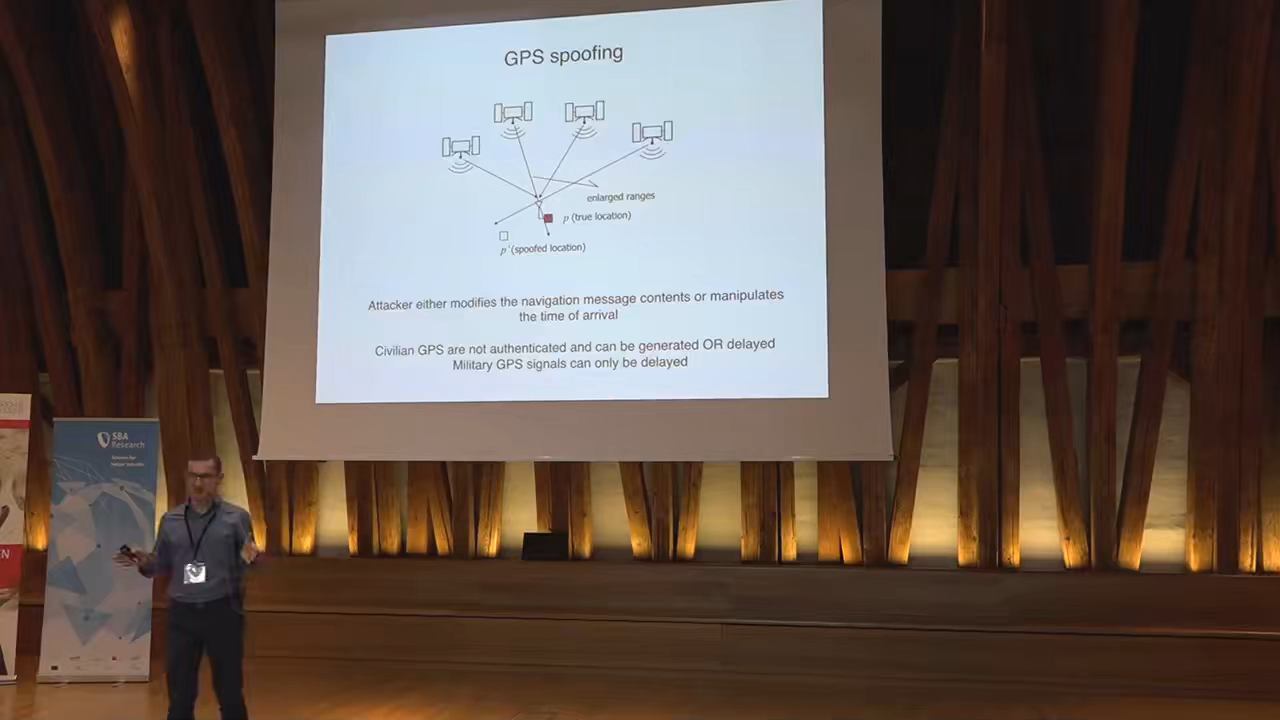 GPS spoofing
enlarged ranges
p (true location)
p´(spoofed location)
Attacker either modifies the navigation message contents or manipulates
the time of arrival
Civilian GPS are not authenticated and can be generated OR delayed
Military GPS signals can only be delayed
SBA
Research
EN